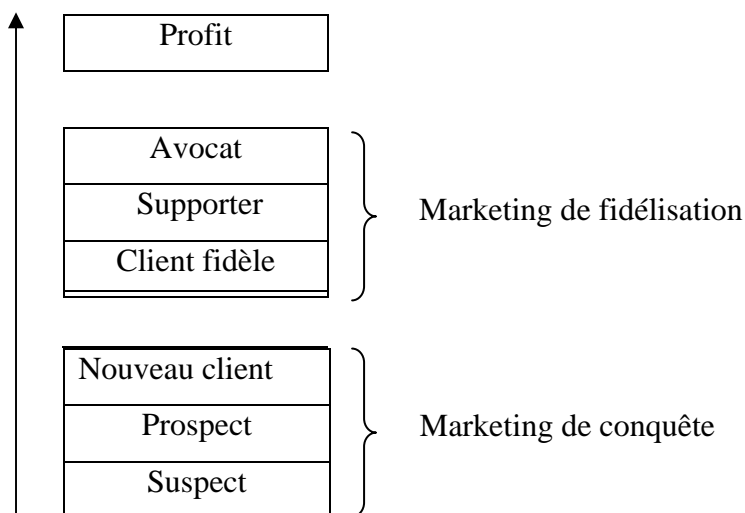 Profit
Avocat
Supporter
Client fidèle
Marketing de fidélisation
Nouveau client
Prospect
Suspect
Marketing de conquête